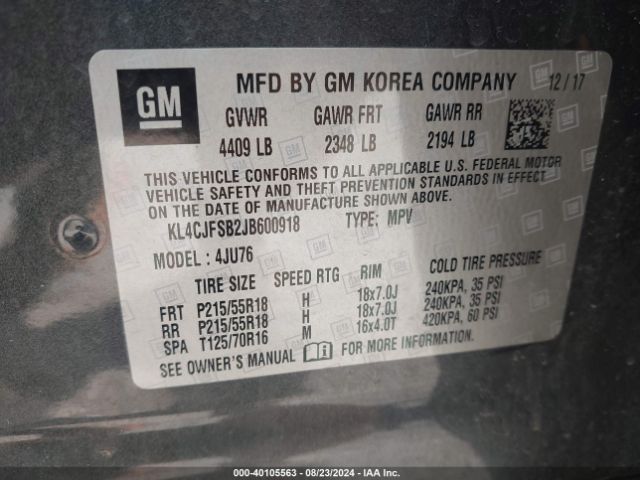 GM
MFD BY GM KOREA COMPANY 12/17
GVWR GAWR FRT GAWR RR
4409 LB 2348 LB 2194 LB
THIS VEHICLE CONFORMS TO ALL APPLICABLE U.S. FEDERAL MOTOR
VEHICLE SAFETY AND THEFT PREVENTION STANDARDS IN EFFECT
ON THE DATE OF MANUFACTURE SHOWN ABOVE.
KL4CJFSB2JB600918 TYPE: MPV
MODEL: 4JU76
TIRE SIZE SPEED RTG RIM COLD TIRE PRESSURE
FRT P215/55R18 H 18x7.0J 240KPA, 35 PSI
RR P215/55R18 H 18x7.0J 240KPA, 35 PSI
SPA T125/70R16 M 16x4.0T 420KPA, 60 PSI
SEE OWNER'S MANUAL FOR MORE INFORMATION.
000-40105563 - 08/23/2024 - IAA Inc.